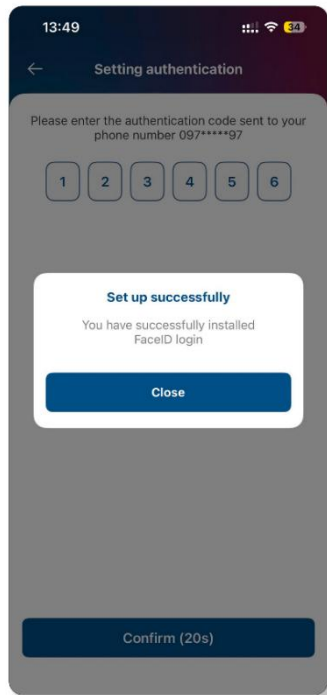 13:49
34
Setting authentication
Please enter the authentication code sent to your
phone number 097*****97
1 2 3 4 5 6
Set up successfully
You have successfully installed
FaceID login
Close
Confirm (20s)